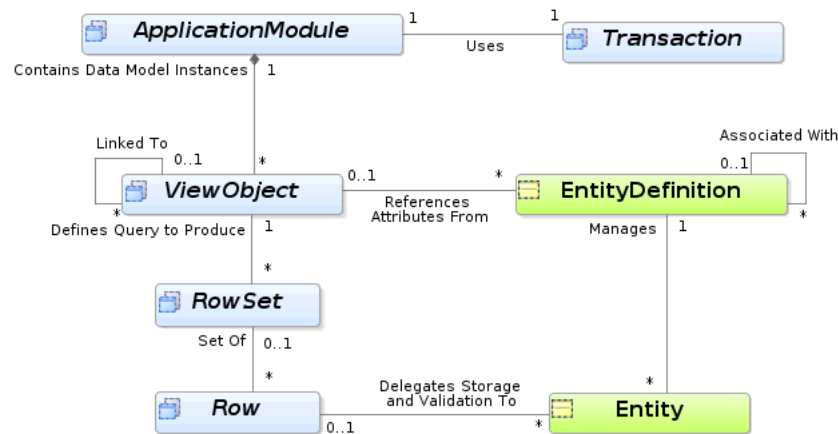 ApplicationModule
1
1
Transaction
Uses
Contains Data Model Instances
1
Linked To
0..1
*
0..1
*
Associated With
0..1
ViewObject
EntityDefinition
*
References
Attributes From
*
Defines Query to Produce
1
Manages
1
*
RowSet
Set Of
0..1
*
Delegates Storage
and Validation To
*
Row
Entity
0..1
*